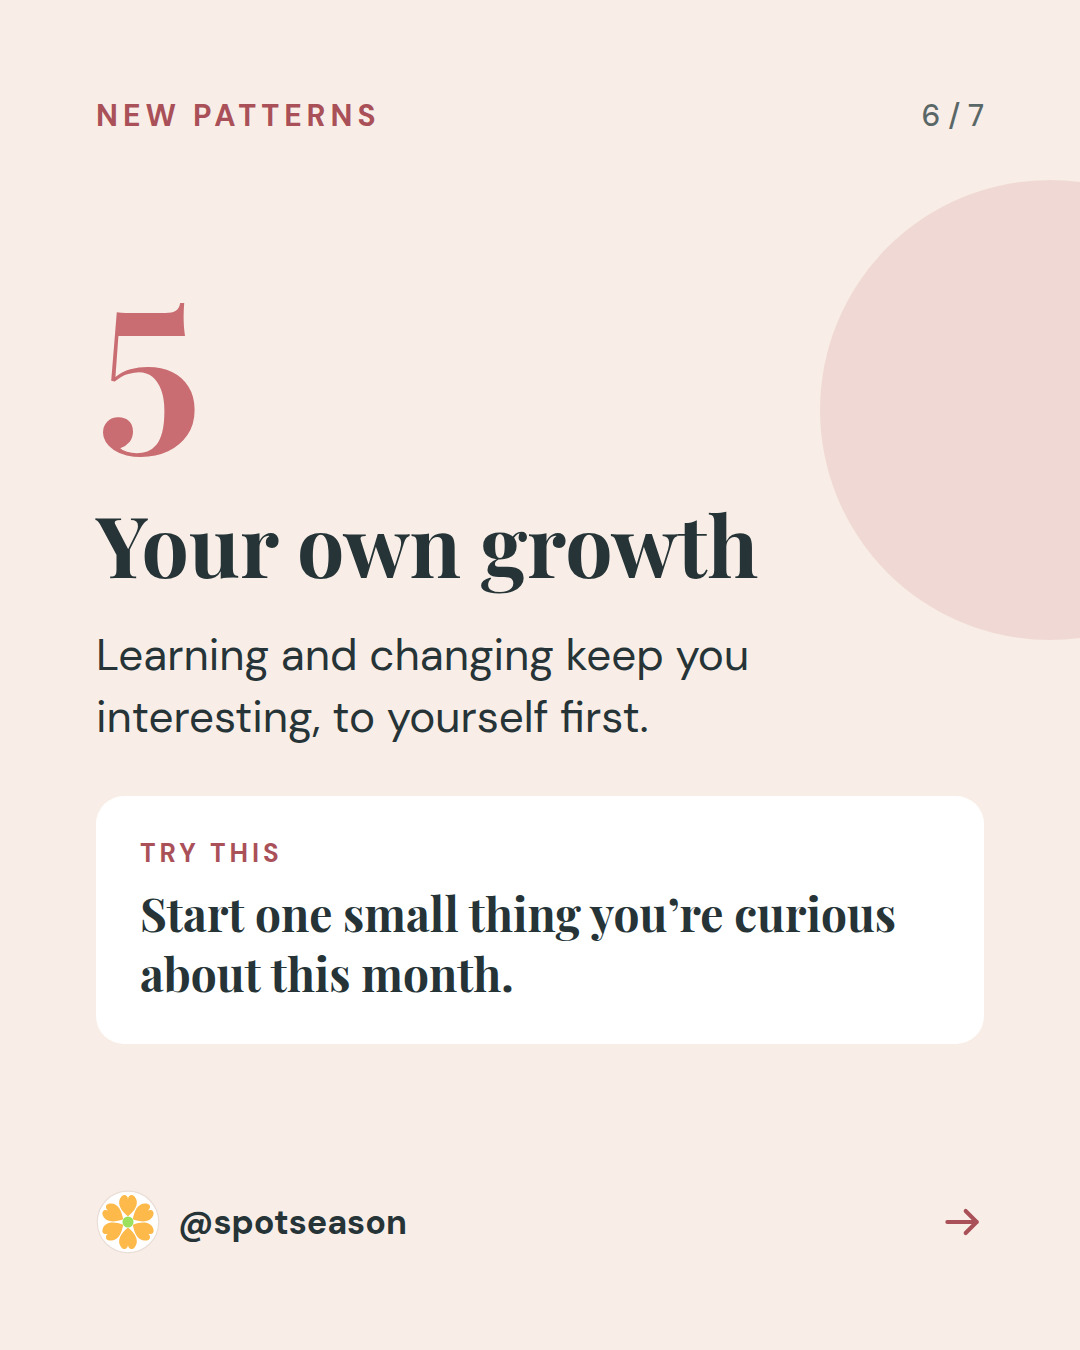 NEW PATTERNS
6 / 7
5
Your own growth
Learning and changing keep you
interesting, to yourself first.
TRY THIS
Start one small thing you’re curious
about this month.
@spotseason